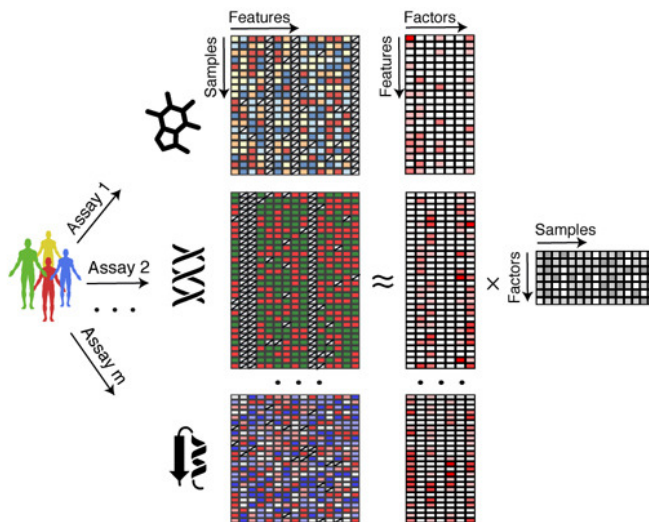 Features
Factors
Samples
Features
Assay 1
Assay 2
. . .
Assay m
≈
×
Samples
Factors
. . .
. . .